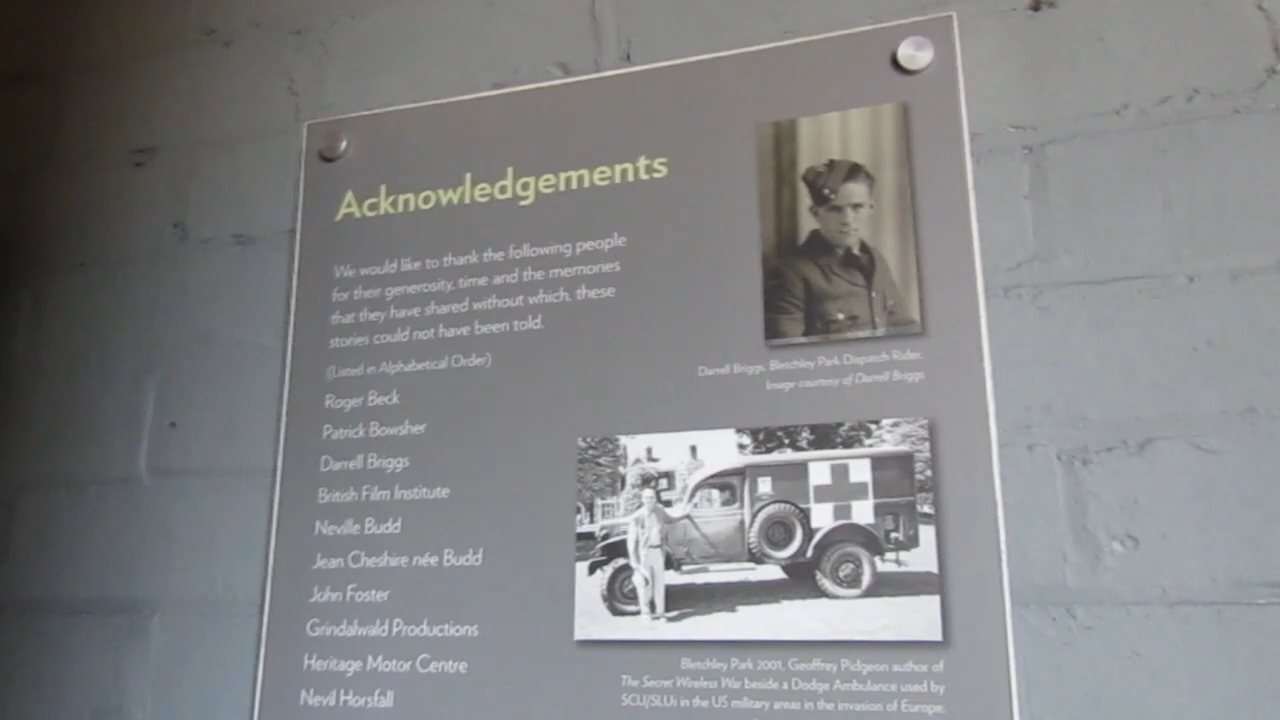 Acknowledgements
We would like to thank the following people
for their generosity, time and the memories
that they have shared without which, these
stories could not have been told.
(Listed in Alphabetical Order)
Roger Beck
Patrick Bowsher
Darrell Briggs
British Film Institute
Neville Budd
Jean Cheshire née Budd
John Foster
Grindalwald Productions
Heritage Motor Centre
Nevil Horsfall
Darrell Briggs, Bletchley Park Dispatch Rider.
Image courtesy of Darrell Briggs
Bletchley Park 2001, Geoffrey Pidgeon author of
The Secret Wireless War beside a Dodge Ambulance used by
SCU/SLUs in the US military areas in the invasion of Europe.